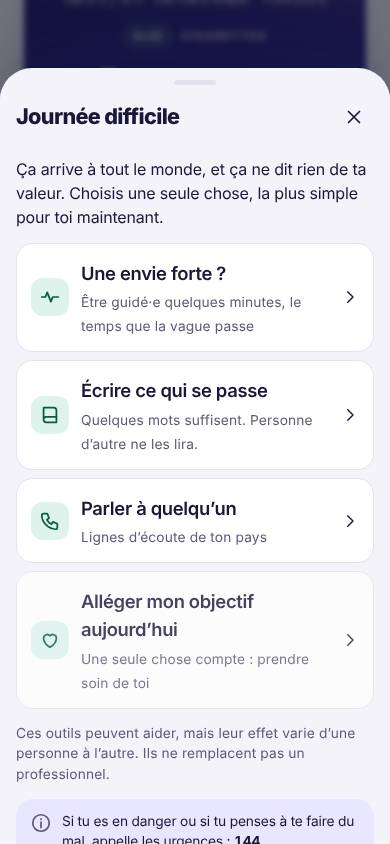 Journée difficile
Ça arrive à tout le monde, et ça ne dit rien de ta
valeur. Choisis une seule chose, la plus simple
pour toi maintenant.
Une envie forte ?
Être guidé·e quelques minutes, le
temps que la vague passe
Écrire ce qui se passe
Quelques mots suffisent. Personne
d’autre ne les lira.
Parler à quelqu’un
Lignes d’écoute de ton pays
Alléger mon objectif
aujourd’hui
Une seule chose compte : prendre
soin de toi
Ces outils peuvent aider, mais leur effet varie d’une
personne à l’autre. Ils ne remplacent pas un
professionnel.
Si tu es en danger ou si tu penses à te faire du
mal, appelle les urgences : 144